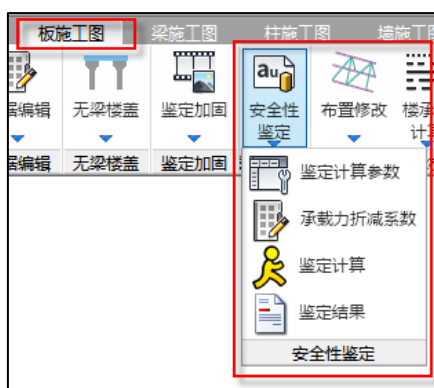 板施工图 梁施工图 柱施工图 墙施工图
编辑 无梁楼盖 鉴定加固 安全性鉴定 布置修改 楼承
计
编辑 无梁楼盖 鉴定加固
鉴定计算参数
承载力折减系数
鉴定计算
鉴定结果
安全性鉴定